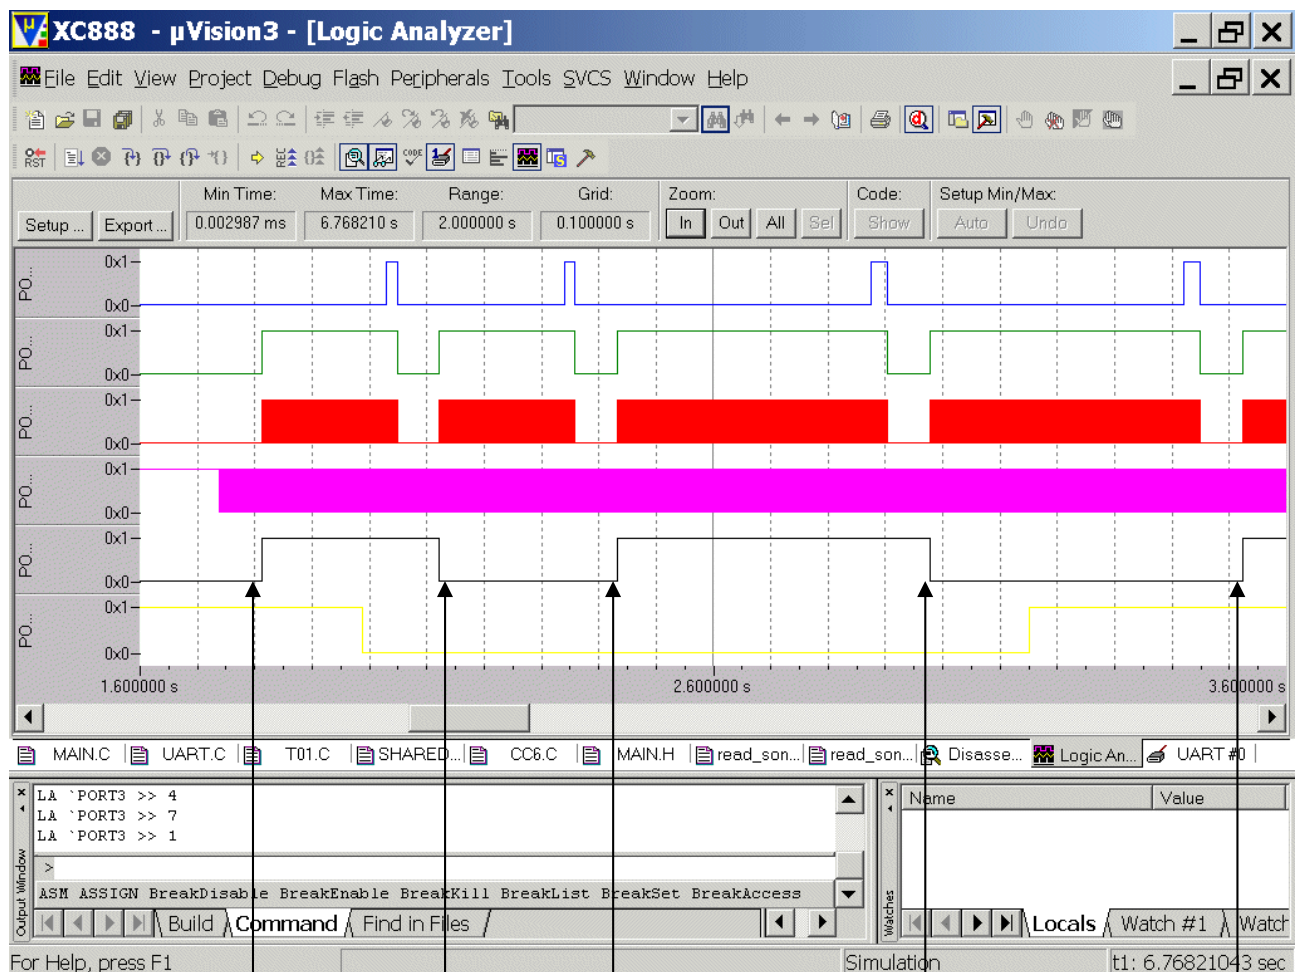 XC888 - µVision3 - [Logic Analyzer]
File Edit View Project Debug Flash Peripherals Tools SVCS Window Help
Min Time: Max Time: Range: Grid: Zoom: Code: Setup Min/Max:
Setup ... Export ... 0.002987 ms 6.768210 s 2.000000 s 0.100000 s In Out All Sel Show Auto Undo
0x1
PO...
0x0
0x1
PO...
0x0
0x1
PO...
0x0
0x1
PO...
0x0
0x1
PO...
0x0
0x1
PO...
0x0
1.600000 s 2.600000 s 3.600000 s
MAIN.C UART.C T01.C SHARED... CC6.C MAIN.H read_son... read_son... Disasse... Logic An... UART #0
LA `PORT3 >> 4
LA `PORT3 >> 7
LA `PORT3 >> 1
>
ASM ASSIGN BreakDisable BreakEnable BreakKill BreakList BreakSet BreakAccess
Build Command Find in Files
Output Window
Name Value
Locals Watch #1 Watch
Watches
For Help, press F1 Simulation t1: 6.76821043 sec